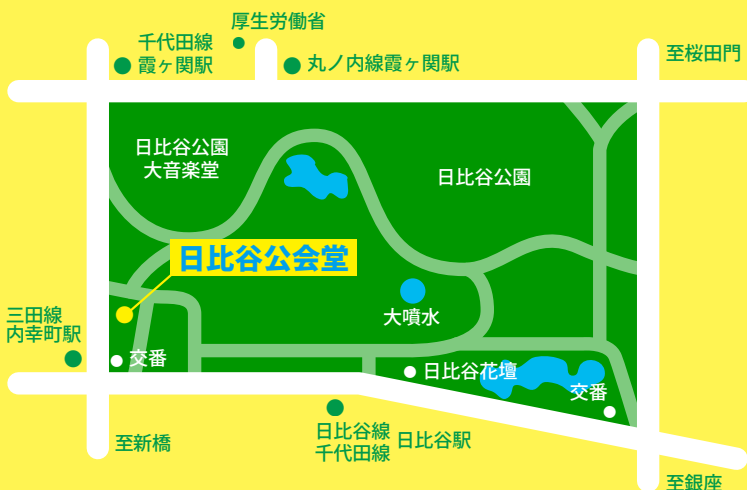 厚生労働省
千代田線
霞ヶ関駅
丸ノ内線霞ヶ関駅
至桜田門
日比谷公園
大音楽堂
日比谷公園
日比谷公会堂
大噴水
三田線
内幸町駅
交番
日比谷花壇
交番
日比谷線
千代田線
日比谷駅
至新橋
至銀座